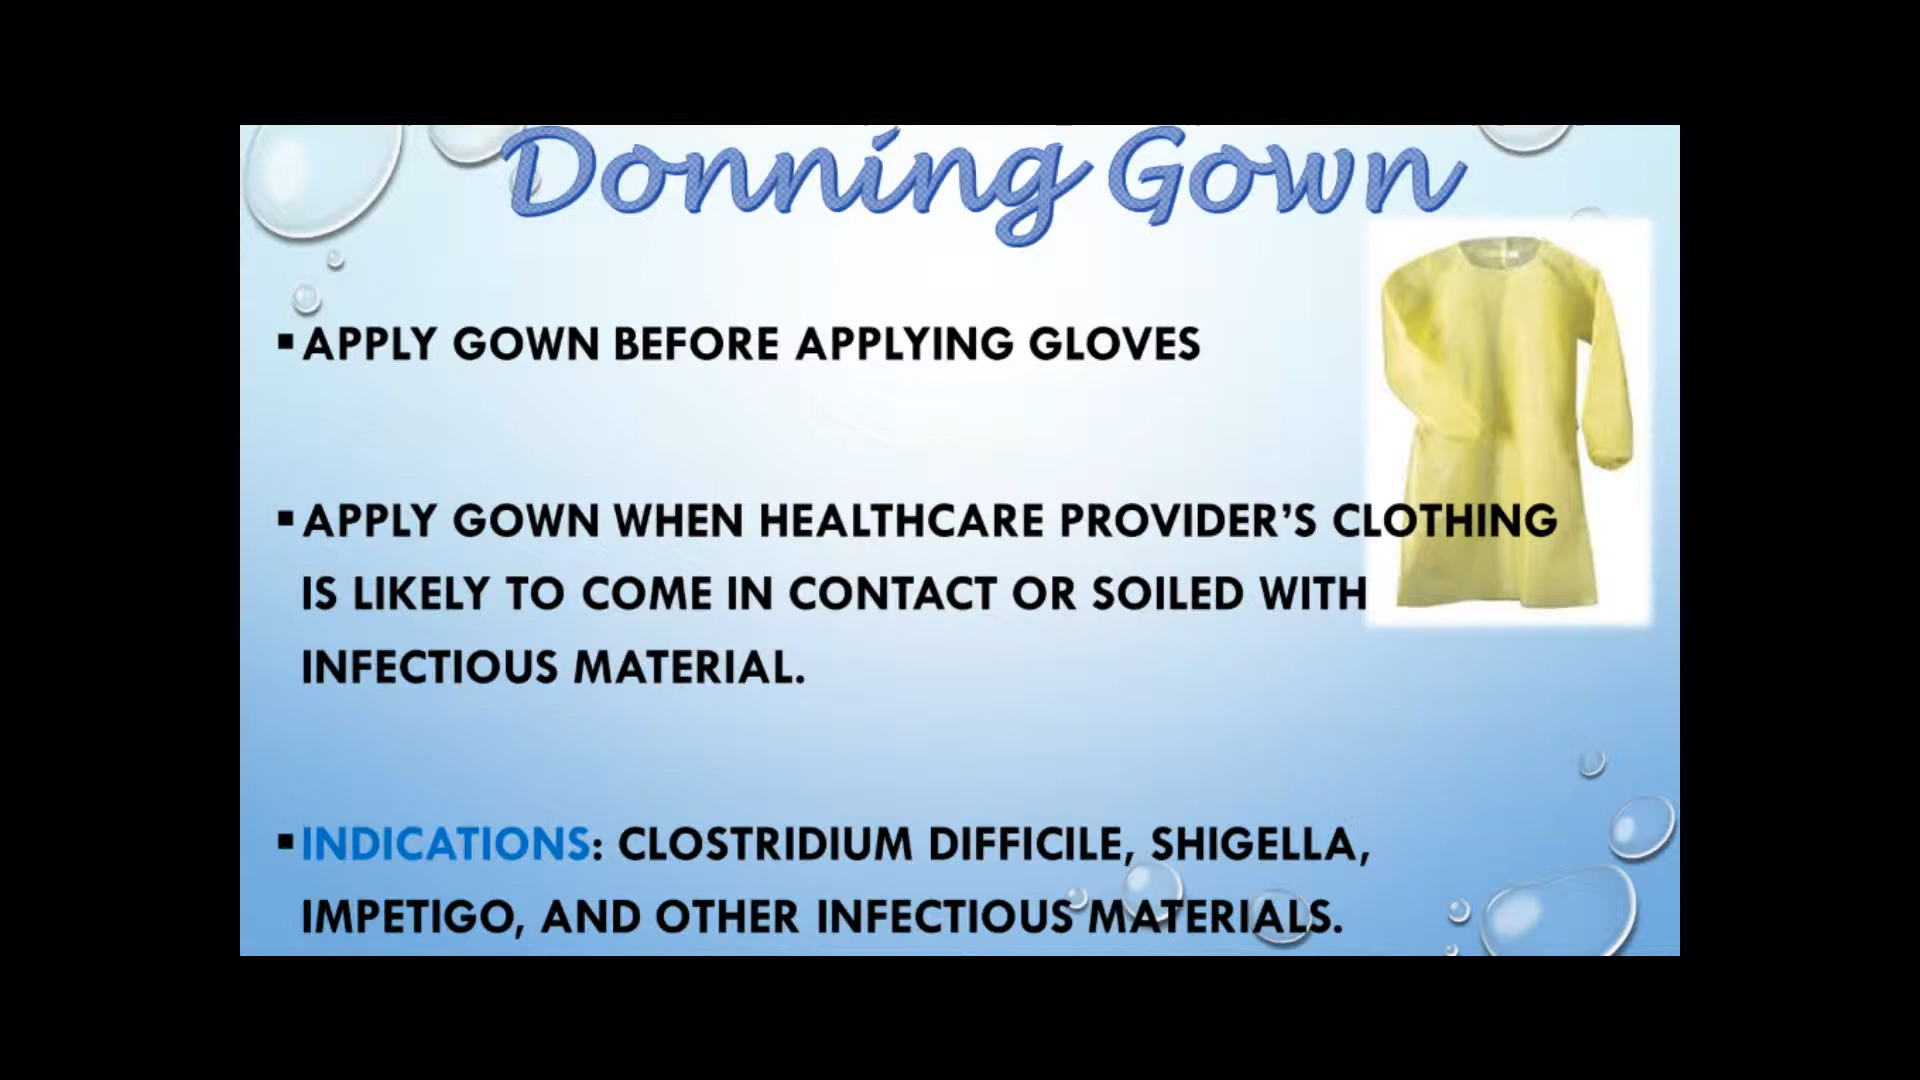 Donning Gown
▪APPLY GOWN BEFORE APPLYING GLOVES
▪APPLY GOWN WHEN HEALTHCARE PROVIDER’S CLOTHING
IS LIKELY TO COME IN CONTACT OR SOILED WITH
INFECTIOUS MATERIAL.
▪INDICATIONS: CLOSTRIDIUM DIFFICILE, SHIGELLA,
IMPETIGO, AND OTHER INFECTIOUS MATERIALS.